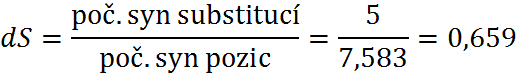 dS = poč. syn substitucí / poč. syn pozic = 5 / 7,583 = 0,659